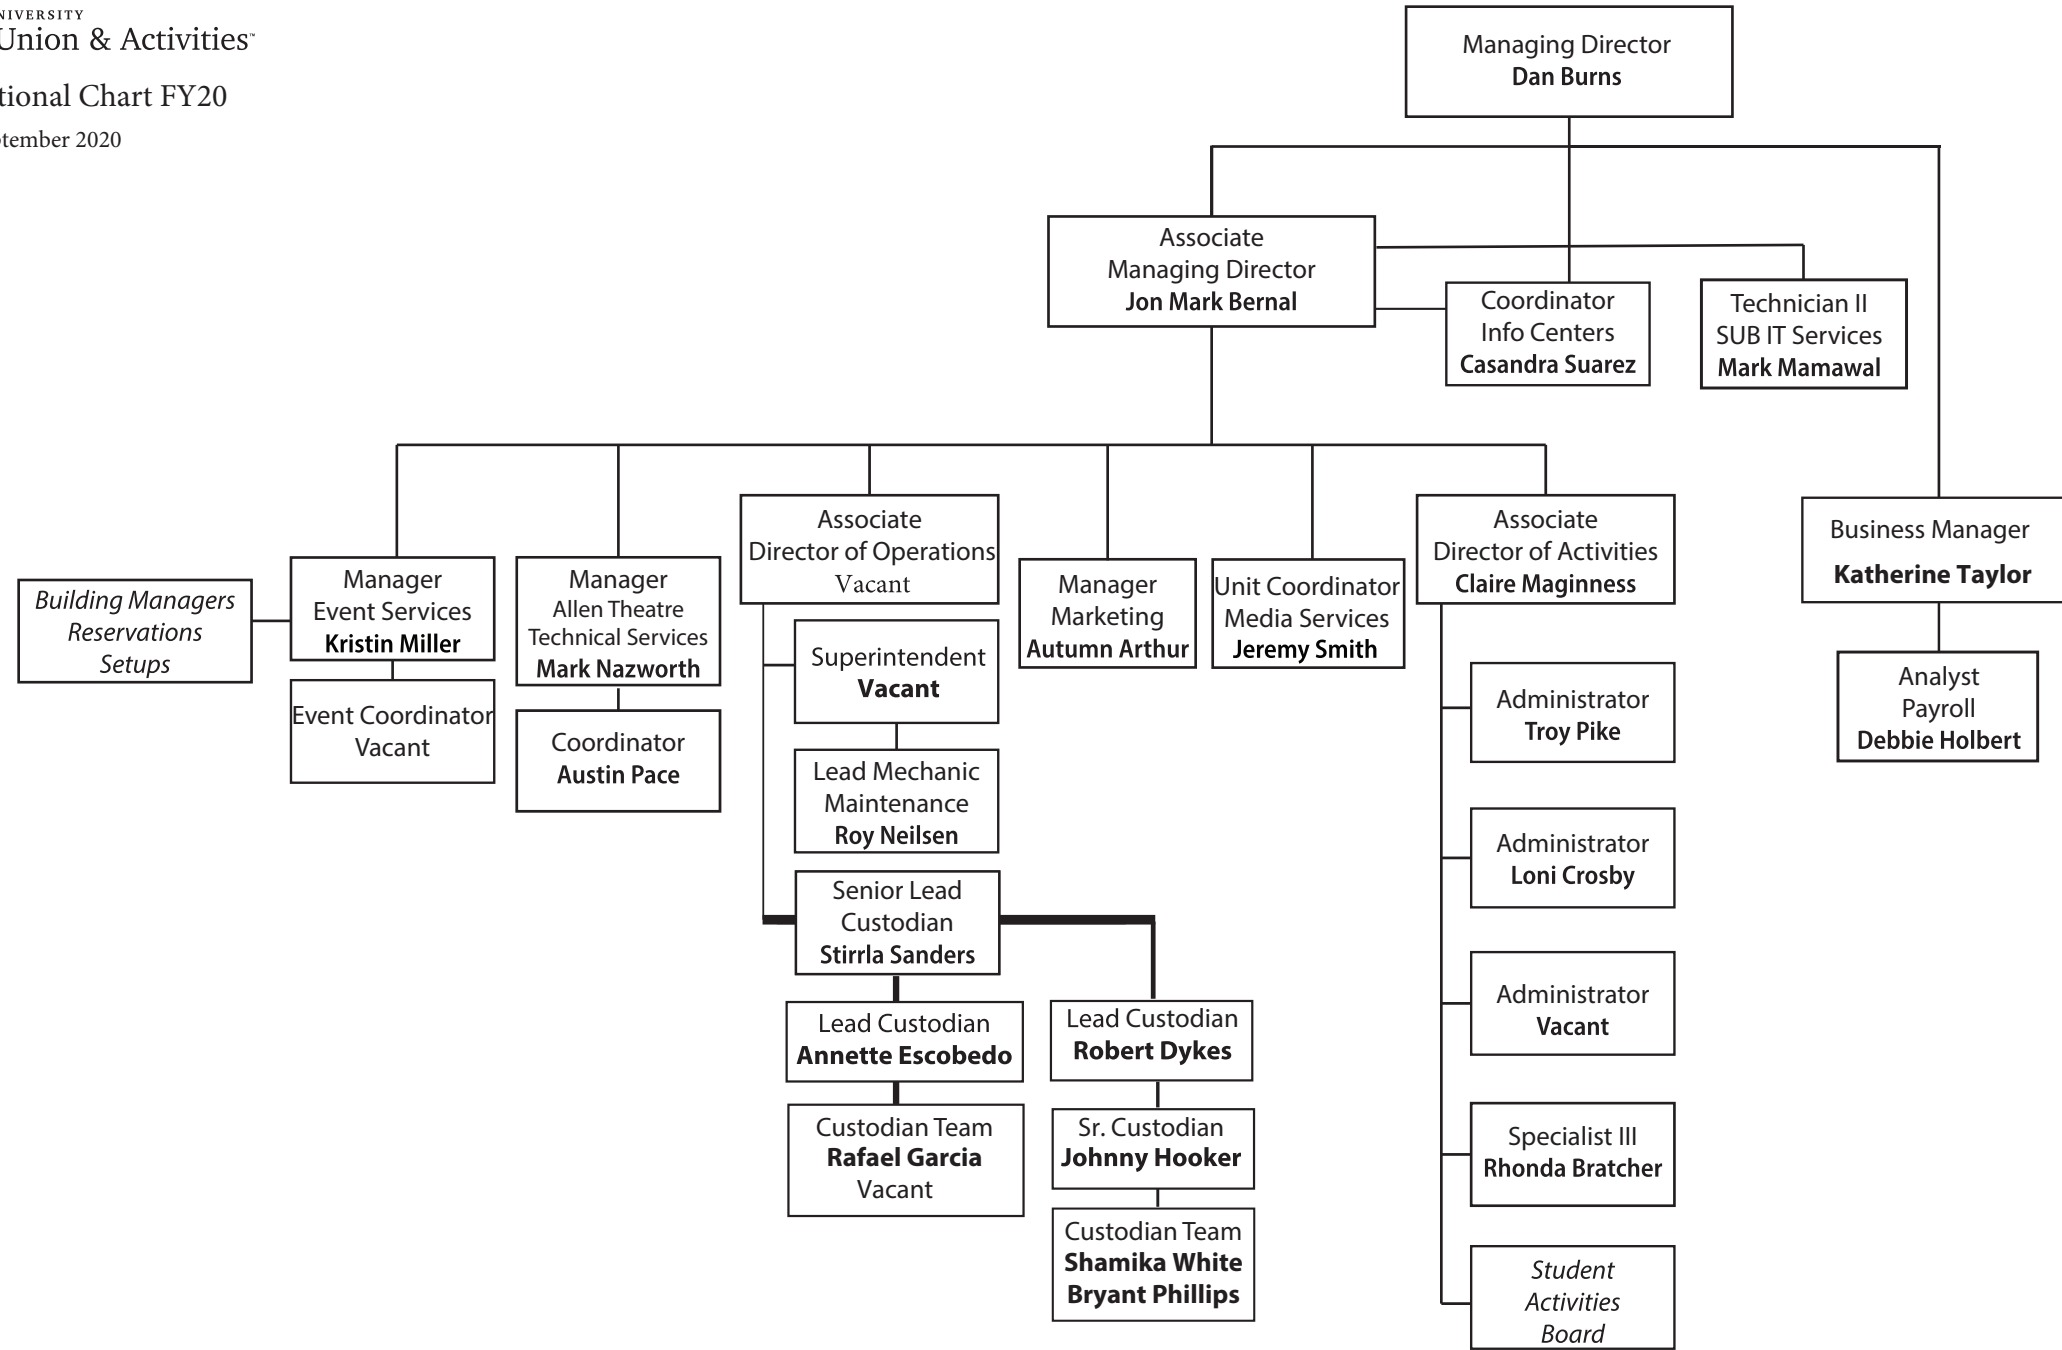 Union & Activities™
Chart FY20
2020
Managing Director
Dan Burns
Associate
Managing Director
Jon Mark Bernal
Coordinator
Info Centers
Casandra Suarez
Technician II
SUB IT Services
Mark Mamawal
Building Managers
Reservations
Setups
Manager
Event Services
Kristin Miller
Event Coordinator
Vacant
Manager
Allen Theatre
Technical Services
Mark Nazworth
Coordinator
Austin Pace
Associate
Director of Operations
Vacant
Superintendent
Vacant
Lead Mechanic
Maintenance
Roy Neilsen
Senior Lead
Custodian
Stirrla Sanders
Lead Custodian
Annette Escobedo
Custodian Team
Rafael Garcia
Vacant
Lead Custodian
Robert Dykes
Sr. Custodian
Johnny Hooker
Custodian Team
Shamika White
Bryant Phillips
Manager
Marketing
Autumn Arthur
Unit Coordinator
Media Services
Jeremy Smith
Associate
Director of Activities
Claire Maginness
Administrator
Troy Pike
Administrator
Loni Crosby
Administrator
Vacant
Specialist III
Rhonda Bratcher
Student
Activities
Board
Business Manager
Katherine Taylor
Analyst
Payroll
Debbie Holbert